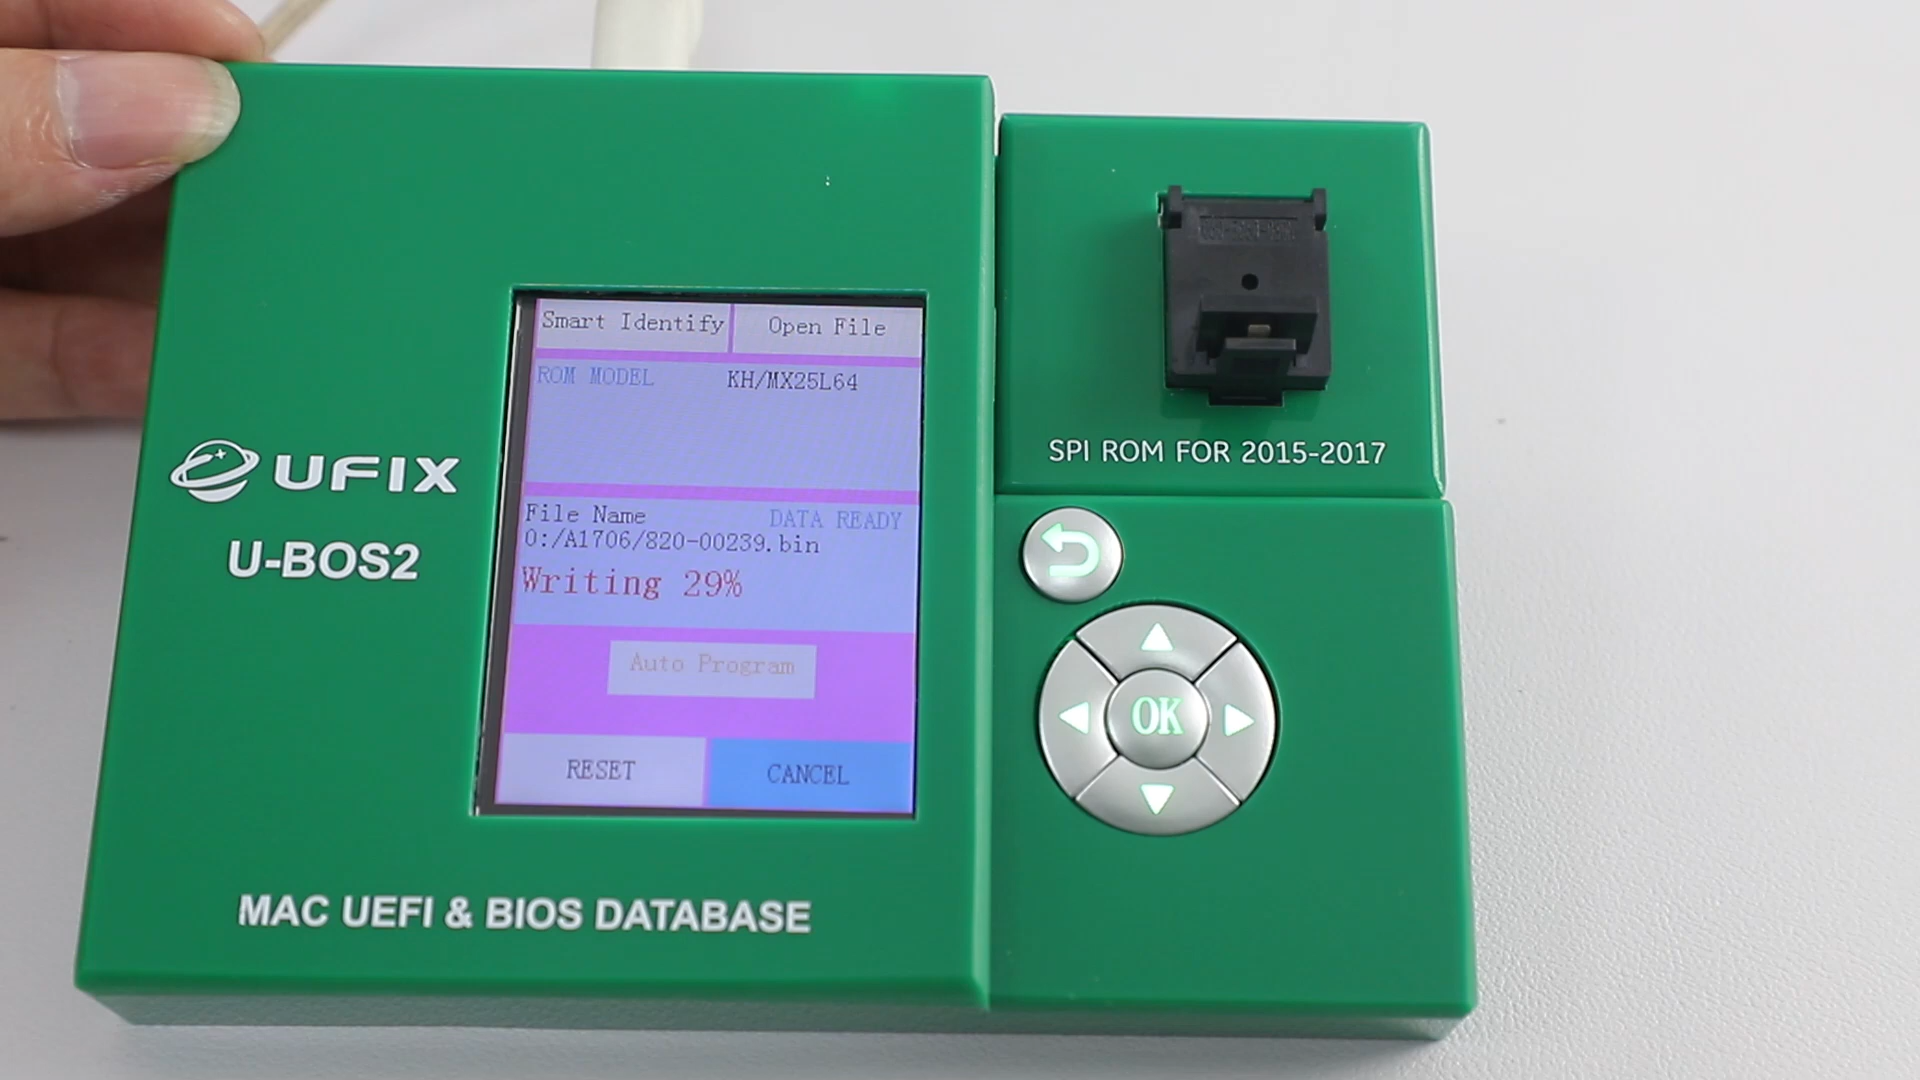 Smart Identify
Open File
ROM MODEL KH/MX25L64
File Name DATA READY
0:/A1706/820-00239.bin
Writing 29%
Auto Program
RESET
CANCEL
UFIX
U-BOS2
MAC UEFI & BIOS DATABASE
SPI ROM FOR 2015-2017
OK